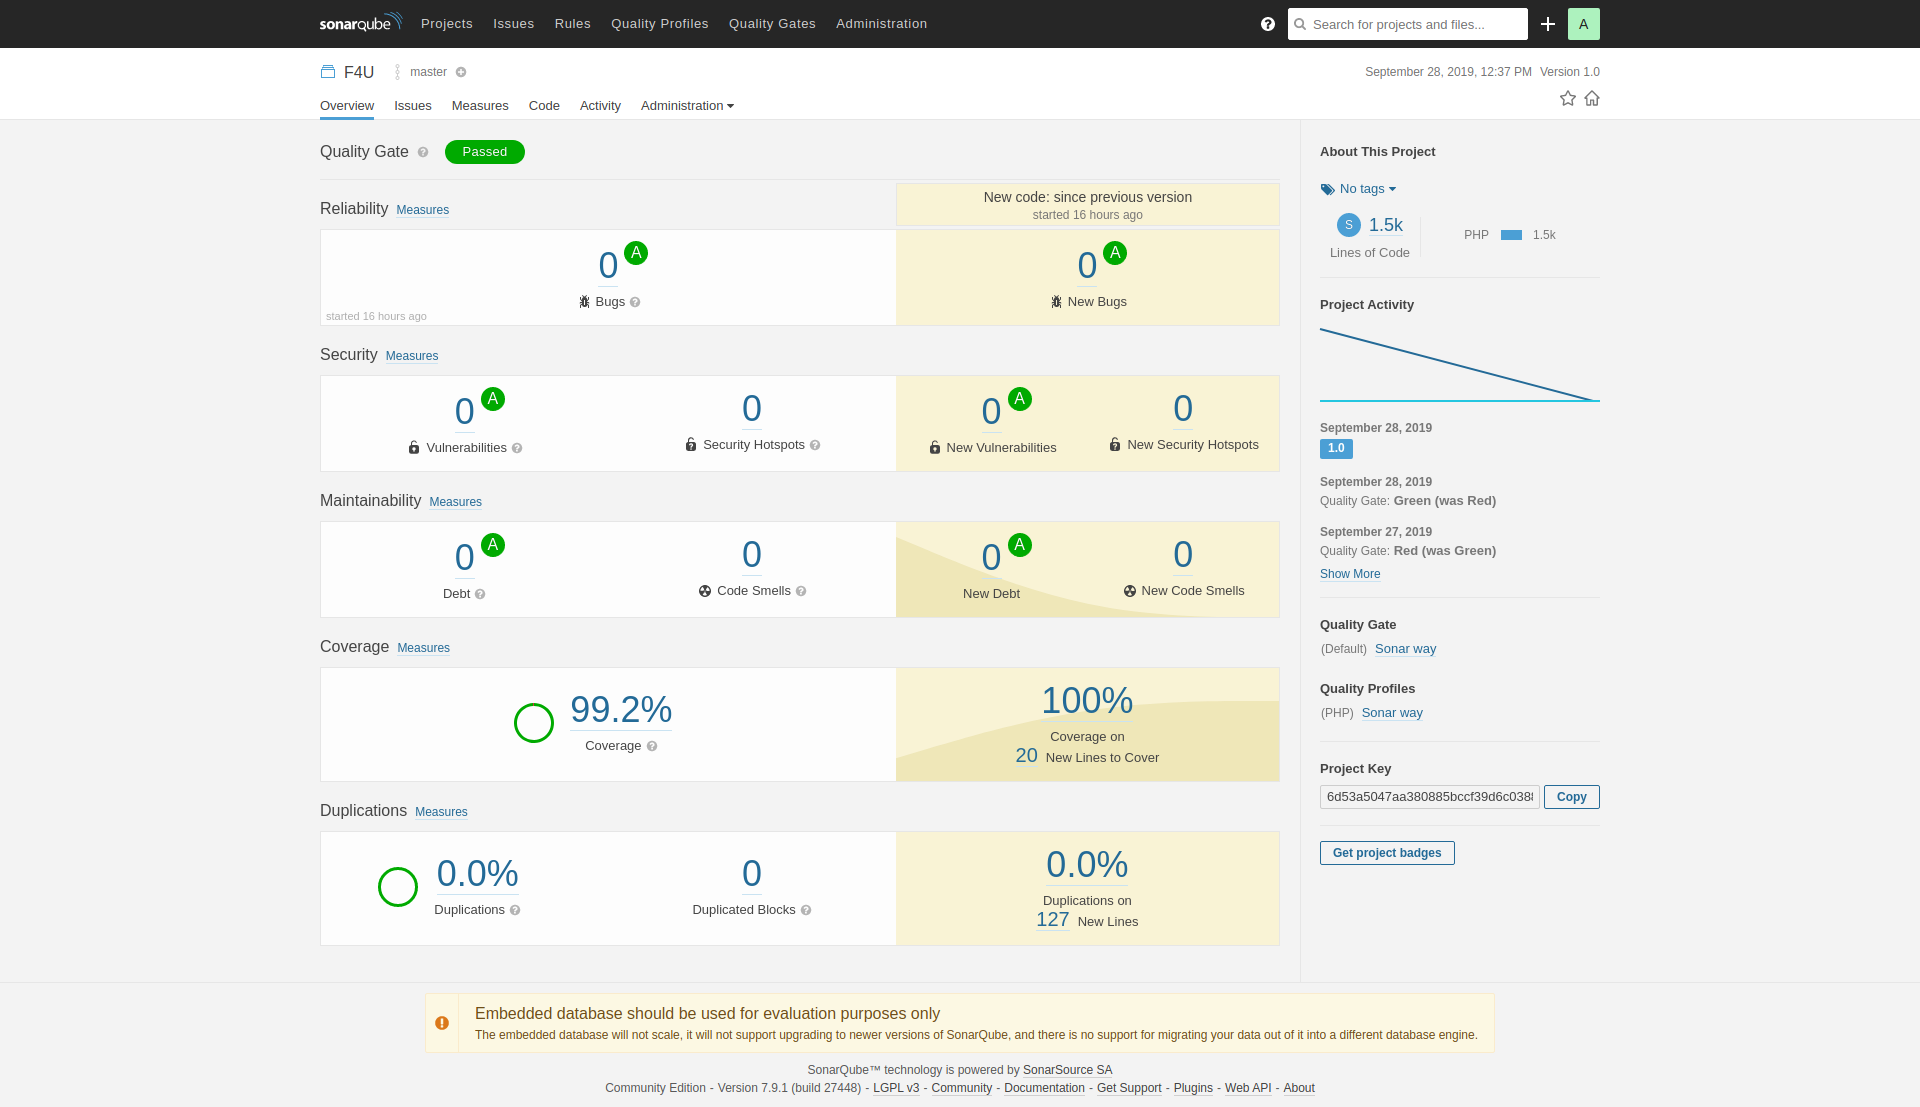 sonarqube Projects Issues Rules Quality Profiles Quality Gates Administration ? Search for projects and files... A
F4U master September 28, 2019, 12:37 PM Version 1.0
Overview Issues Measures Code Activity Administration
Quality Gate ? Passed
New code: since previous version
started 16 hours ago
Reliability Measures
0 A
Bugs ?
started 16 hours ago
0 A
New Bugs
Security Measures
0 A
Vulnerabilities ?
0
Security Hotspots ?
0 A
New Vulnerabilities
0
New Security Hotspots
Maintainability Measures
0 A
Debt ?
0
Code Smells ?
0 A
New Debt
0
New Code Smells
Coverage Measures
99.2%
Coverage ?
100%
Coverage on
20 New Lines to Cover
Duplications Measures
0.0%
Duplications ?
0
Duplicated Blocks ?
0.0%
Duplications on
127 New Lines
About This Project
No tags
S 1.5k
Lines of Code
PHP 1.5k
Project Activity
September 28, 2019
1.0
September 28, 2019
Quality Gate: Green (was Red)
September 27, 2019
Quality Gate: Red (was Green)
Show More
Quality Gate
(Default) Sonar way
Quality Profiles
(PHP) Sonar way
Project Key
6d53a5047aa380885bccf39d6c038 Copy
Get project badges
Embedded database should be used for evaluation purposes only
The embedded database will not scale, it will not support upgrading to newer versions of SonarQube, and there is no support for migrating your data out of it into a different database engine.
SonarQube™ technology is powered by SonarSource SA
Community Edition - Version 7.9.1 (build 27448) - LGPL v3 - Community - Documentation - Get Support - Plugins - Web API - About